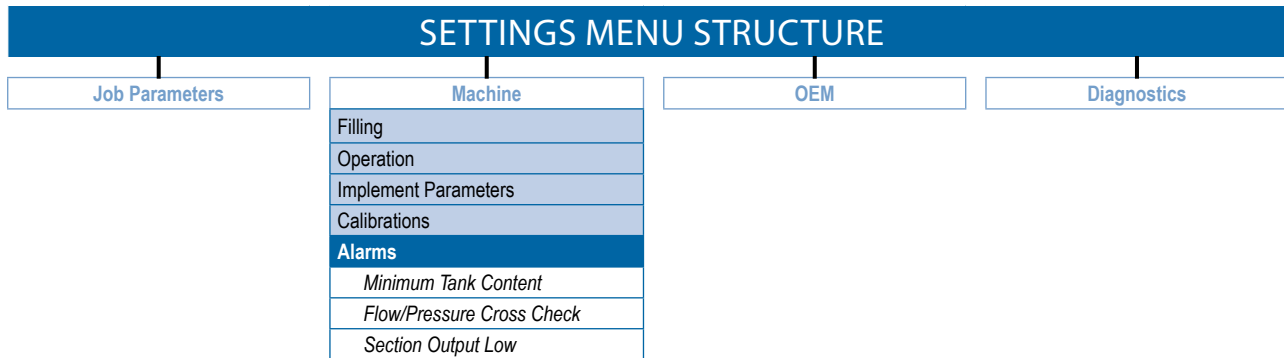 SETTINGS MENU STRUCTURE
Job Parameters
Machine
OEM
Diagnostics
Filling
Operation
Implement Parameters
Calibrations
Alarms
Minimum Tank Content
Flow/Pressure Cross Check
Section Output Low